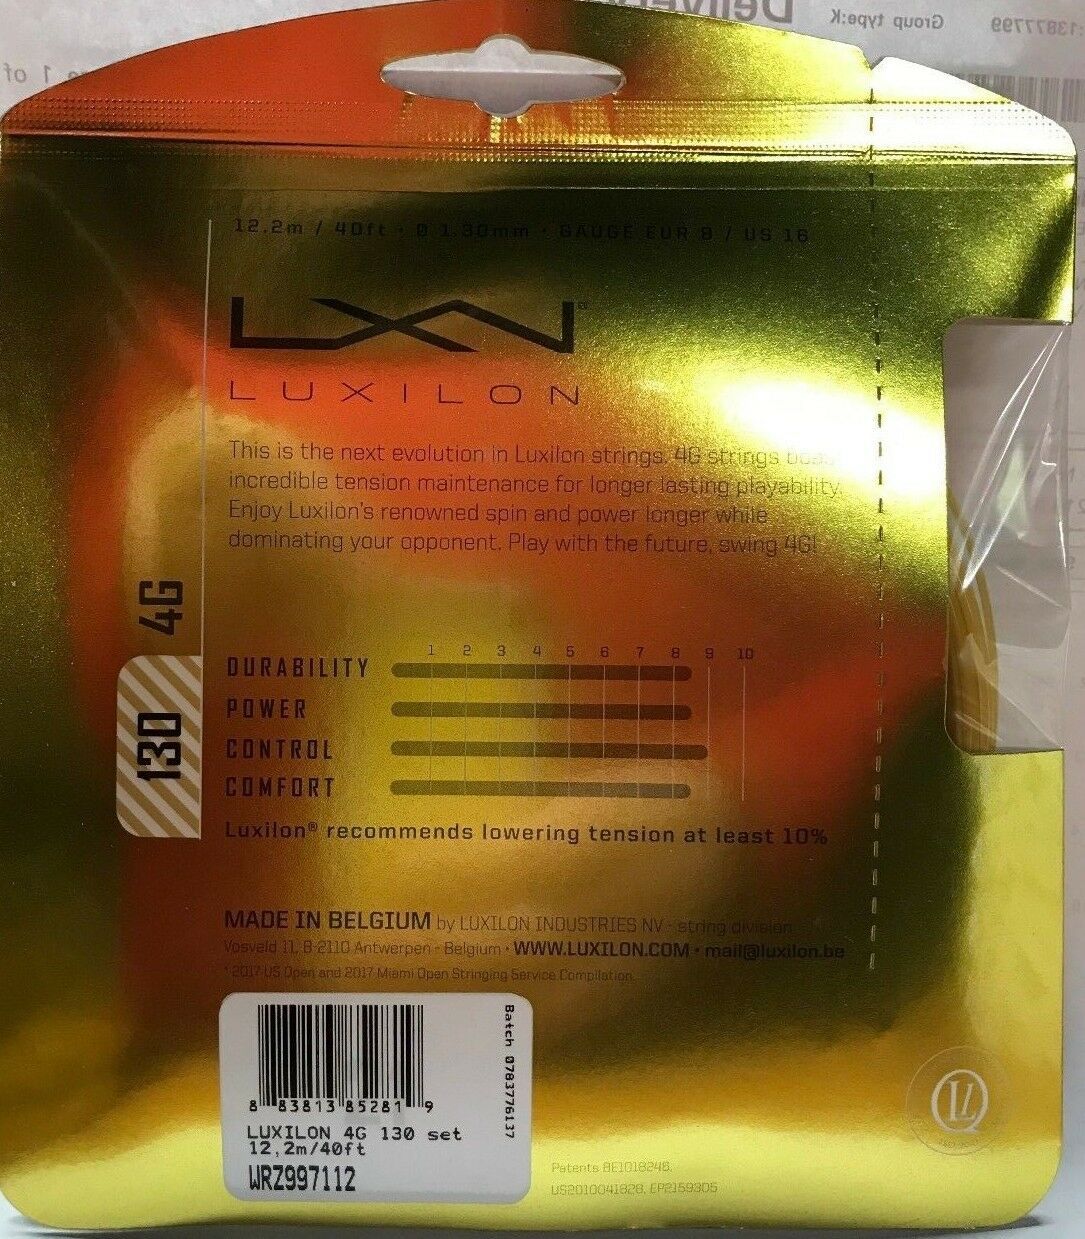 Delivery
Group type:K
:13877799
1 of
12.2m / 40ft · Ø 1.30mm · GAUGE EUR 8 / US 16
LXN®
LUXILON
This is the next evolution in Luxilon strings. 4G strings
incredible tension maintenance for longer lasting playability.
Enjoy Luxilon's renowned spin and power longer while
dominating your opponent. Play with the future, swing 4G!
4G
130
1 2 3 4 5 6 7 8 9 10
DURABILITY
POWER
CONTROL
COMFORT
Luxilon® recommends lowering tension at least 10%
MADE IN BELGIUM by LUXILON INDUSTRIES NV - string division
Vosveld 11, B-2110 Antwerpen - Belgium · WWW.LUXILON.COM · mail@luxilon.be
* 2017 US Open and 2017 Miami Open Stringing Service Compilation.
8 83813 85281 9
LUXILON 4G 130 set
12,2m/40ft
WRZ997112
Batch 0783776137
Patents BE1018248,
US2010041828, EP2159305